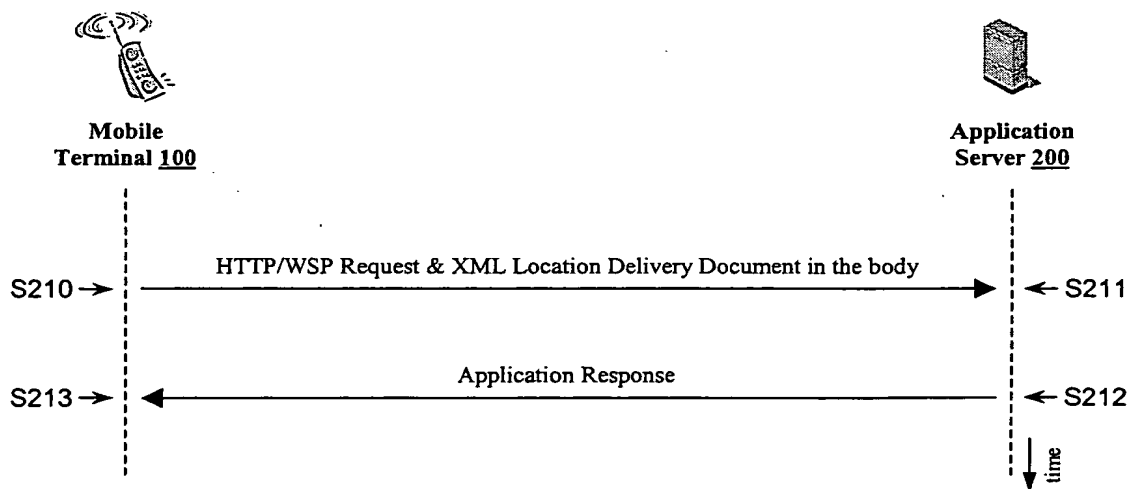 Mobile
Terminal 100
Application
Server 200
HTTP/WSP Request & XML Location Delivery Document in the body
S210
S211
Application Response
S213
S212
time